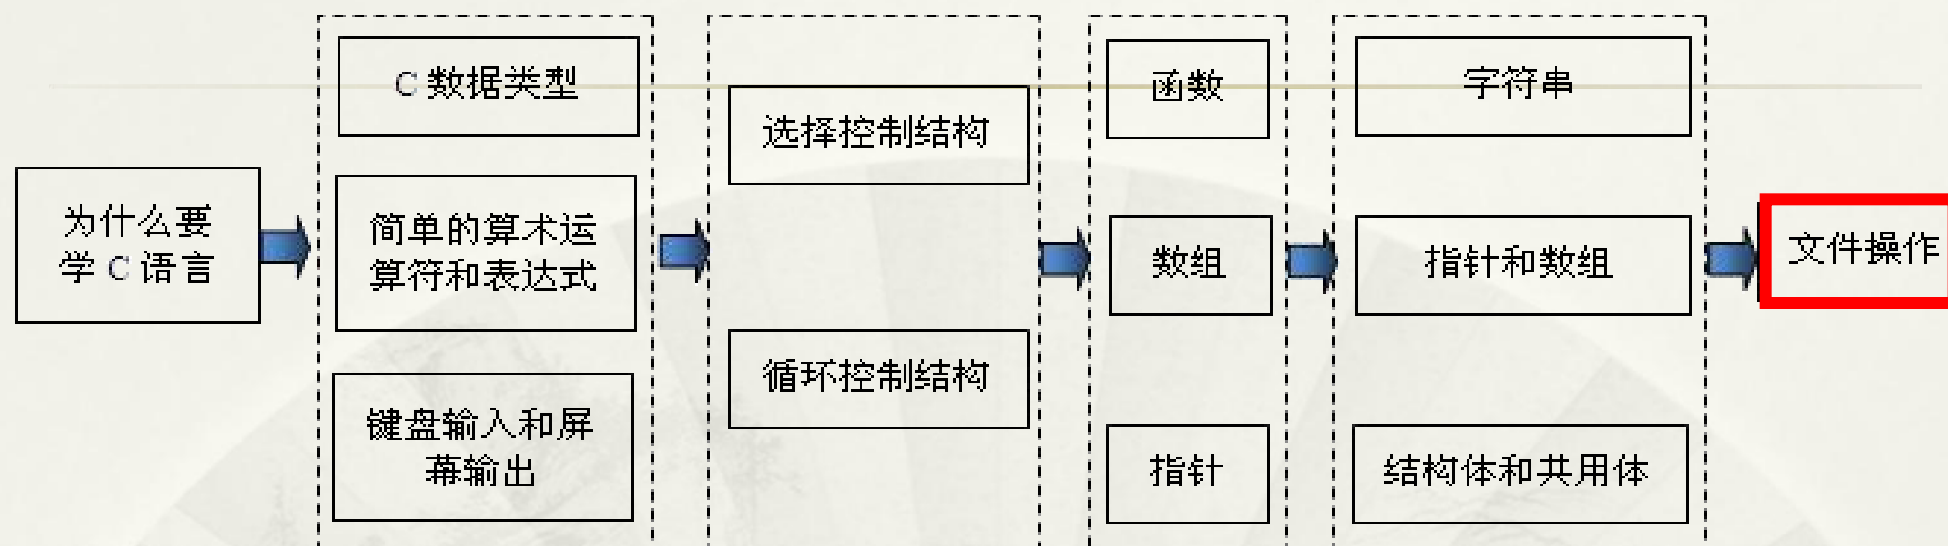 为什么要
学 C 语言
C 数据类型
简单的算术运
算符和表达式
键盘输入和屏
幕输出
选择控制结构
循环控制结构
函数
数组
指针
字符串
指针和数组
结构体和共用体
文件操作